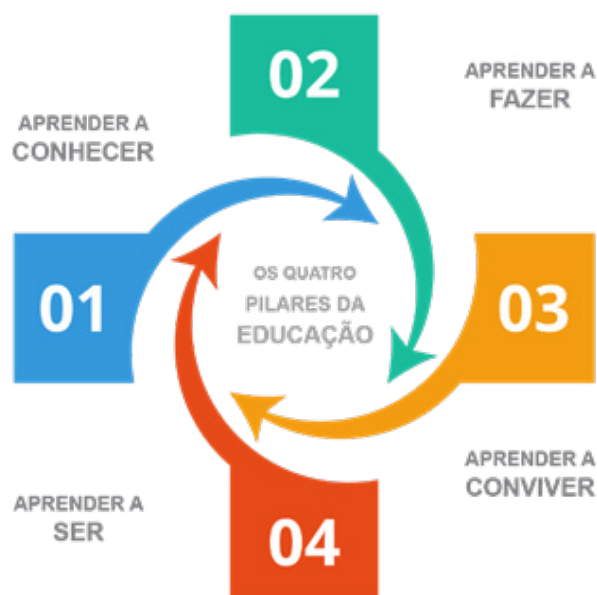 02
APRENDER A
FAZER
APRENDER A
CONHECER
01
OS QUATRO
PILARES DA
EDUCAÇÃO
03
APRENDER A
CONVIVER
APRENDER A
SER
04